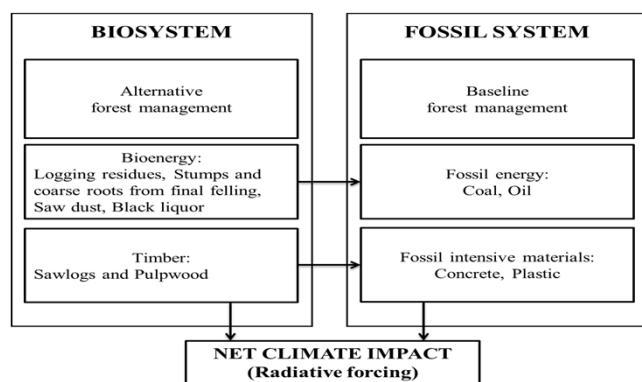 BIOSYSTEM
Alternative
forest management
Bioenergy:
Logging residues, Stumps and
coarse roots from final felling,
Saw dust, Black liquor
Timber:
Sawlogs and Pulpwood
FOSSIL SYSTEM
Baseline
forest management
Fossil energy:
Coal, Oil
Fossil intensive materials:
Concrete, Plastic
NET CLIMATE IMPACT
(Radiative forcing)